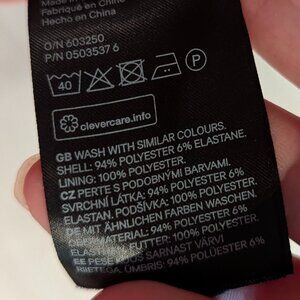 Fabriqué en Chine
Hecho en China
O/N 603250
P/N 0503537 6
40
P
clevercare.info
GB WASH WITH SIMILAR COLOURS.
SHELL: 94% POLYESTER 6% ELASTANE.
LINING: 100% POLYESTER.
CZ PERTE S PODOBNÝMI BARVAMI.
SVRCHNÍ LÁTKA: 94% POLYESTER 6%
ELASTAN. PODŠÍVKA: 100% POLYESTER.
DE MIT ÄHNLICHEN FARBEN WASCHEN
OBERMATERIAL: 94% POLYESTER 6%
ELASTHAN. FUTTER: 100% POLYESTER.
EE PESE KOOS SARNAST VÄRVI
RIIETEGA. ÜMBRIS: 94% POLÜESTER 6%